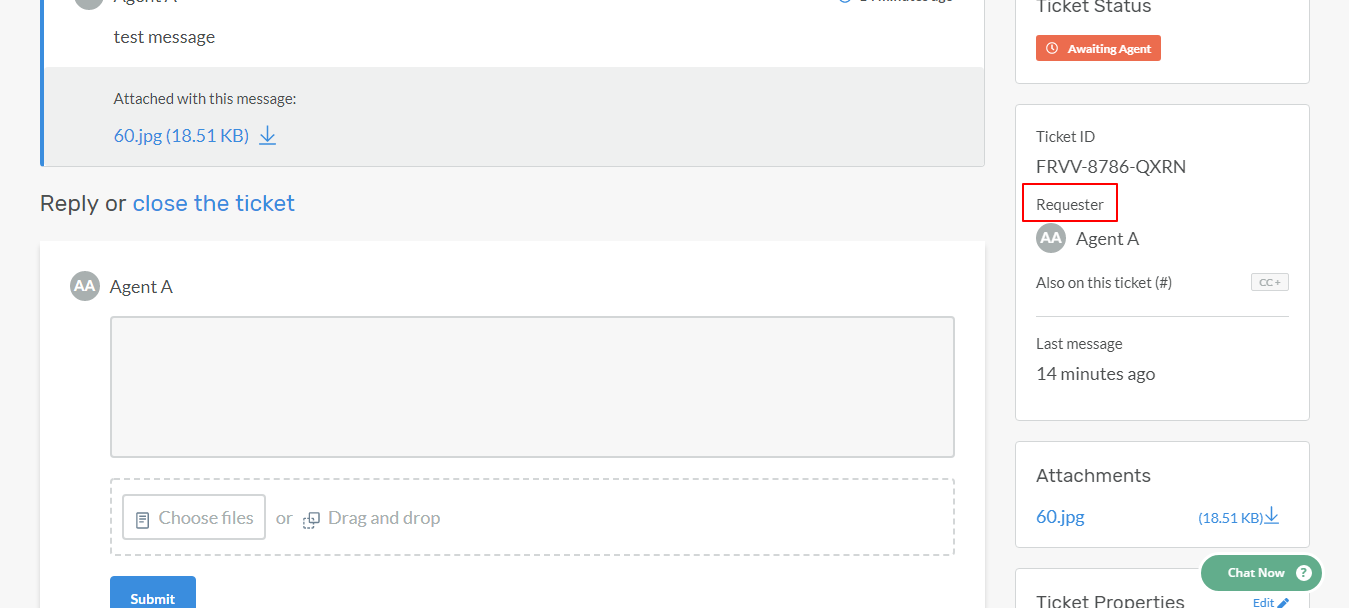 Agent A
14 minutes ago
test message
Attached with this message:
60.jpg (18.51 KB)
Reply or close the ticket
AA Agent A
Choose files or Drag and drop
Submit
Ticket Status
Awaiting Agent
Ticket ID
FRVV-8786-QXRN
Requester
AA Agent A
Also on this ticket (#) CC +
Last message
14 minutes ago
Attachments
60.jpg (18.51 KB)
Chat Now ?
Ticket Properties Edit